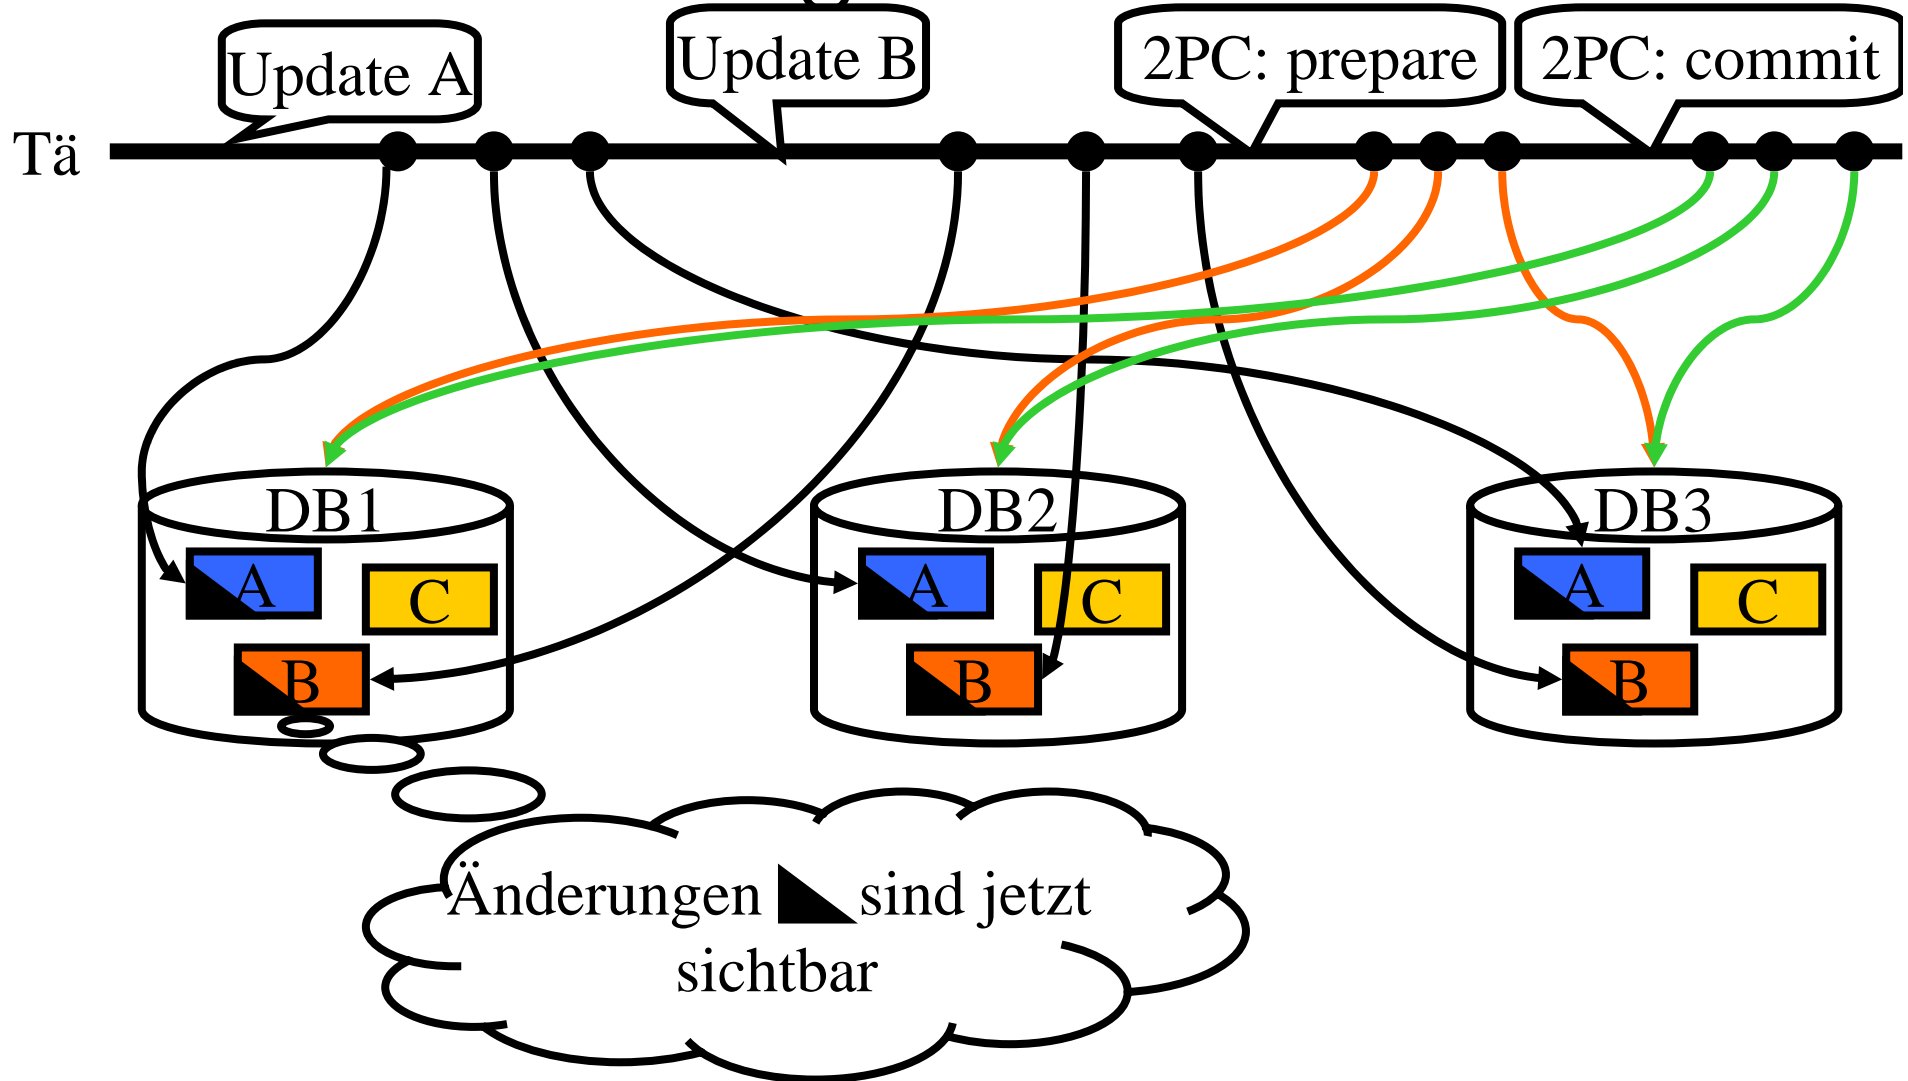 Update A
Update B
2PC: prepare
2PC: commit
Tä
DB1
DB2
DB3
A
C
B
A
C
B
A
C
B
Änderungen sind jetzt
sichtbar